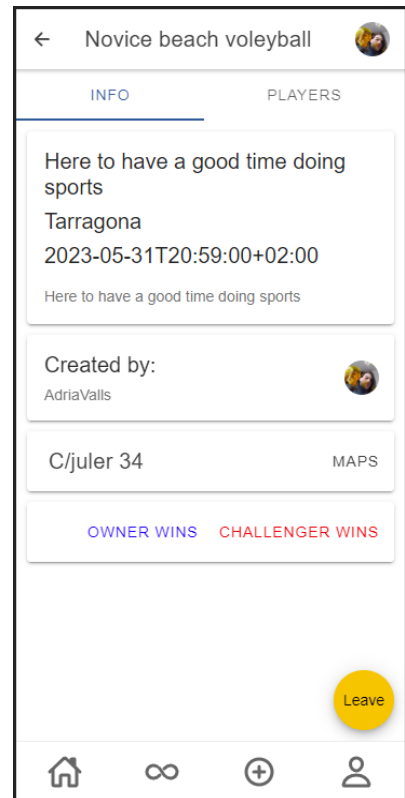 Novice beach voleyball
INFO PLAYERS
Here to have a good time doing
sports
Tarragona
2023-05-31T20:59:00+02:00
Here to have a good time doing sports
Created by:
AdriaValls
C/juler 34 MAPS
OWNER WINS CHALLENGER WINS
Leave